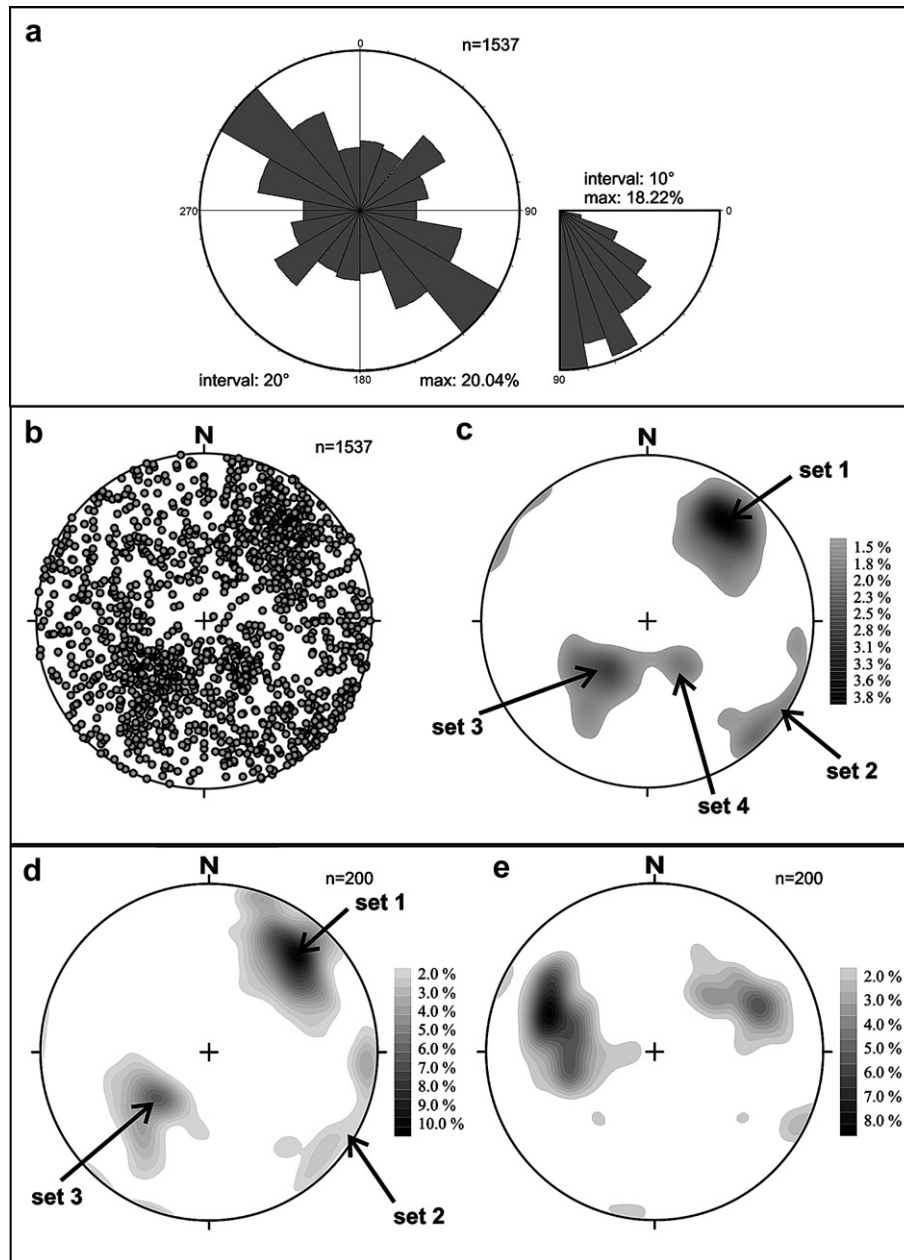 a
0
n=1537
270
90
interval: 20°
180
max: 20.04%
interval: 10°
max: 18.22%
0
90
b
N
n=1537
c
N
set 1
set 3
set 4
set 2
1.5 %
1.8 %
2.0 %
2.3 %
2.5 %
2.8 %
3.1 %
3.3 %
3.6 %
3.8 %
d
N
n=200
set 1
set 3
set 2
2.0 %
3.0 %
4.0 %
5.0 %
6.0 %
7.0 %
8.0 %
9.0 %
10.0 %
e
N
n=200
2.0 %
3.0 %
4.0 %
5.0 %
6.0 %
7.0 %
8.0 %